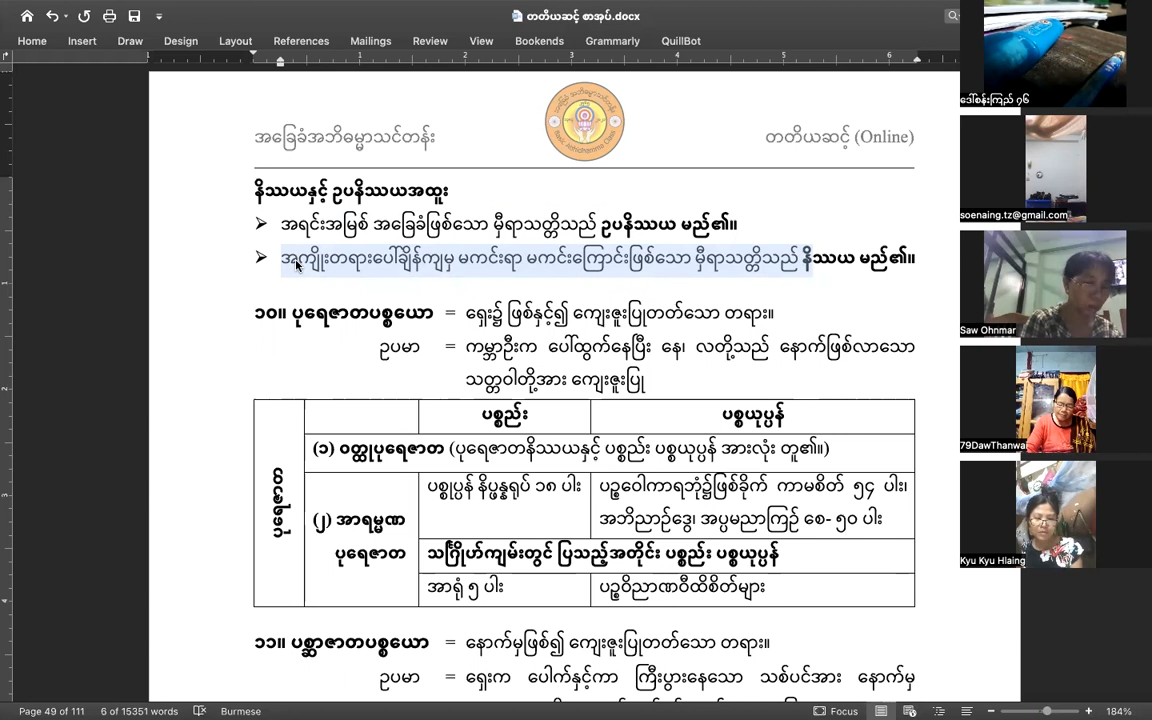 တတိယဆင့် စာအုပ်.docx
Home Insert Draw Design Layout References Mailings Review View Bookends Grammarly QuillBot
အခြေခံအဘိဓမ္မာသင်တန်း
တတိယဆင့် (Online)
နိဿယနှင့် ဥပနိဿယအထူး
➢ အရင်းအမြစ် အခြေခံဖြစ်သော မှီရာသတ္တိသည် ဥပနိဿယ မည်၏။
➢ အကျိုးတရားပေါ်ချိန်ကျမှ မကင်းရာ မကင်းကြောင်းဖြစ်သော မှီရာသတ္တိသည် နိဿယ မည်၏။
၁၀။ ပုရေဇာတပစ္စယော = ရှေး၌ ဖြစ်နှင့်၍ ကျေးဇူးပြုတတ်သော တရား။
ဥပမာ = ကမ္ဘာဦးက ပေါ်ထွက်နေပြီး နေ၊ လတို့သည် နောက်ဖြစ်လာသော
သတ္တဝါတို့အား ကျေးဇူးပြု
ပစ္စည်း ပစ္စယုပ္ပန်
ပုရေဇာတ
(၁) ဝတ္ထုပုရေဇာတ (ပုရေဇာတနိဿယနှင့် ပစ္စည်း ပစ္စယုပ္ပန် အားလုံး တူ၏။)
(၂) အာရမ္မဏ
ပုရေဇာတ
ပစ္စုပ္ပန် နိပ္ဖန္နရုပ် ၁၈ ပါး
ပဉ္စဝေါကာရဘုံ၌ဖြစ်ခိုက် ကာမစိတ် ၅၄ ပါး၊
အဘိညာဉ်ဒွေ၊ အပ္ပမညာကြဉ် စေ- ၅၀ ပါး
သင်္ဂြိုဟ်ကျမ်းတွင် ပြသည့်အတိုင်း ပစ္စည်း ပစ္စယုပ္ပန်
အာရုံ ၅ ပါး ပဉ္စဝိညာဏဝီထိစိတ်များ
၁၁။ ပစ္ဆာဇာတပစ္စယော = နောက်မှဖြစ်၍ ကျေးဇူးပြုတတ်သော တရား။
ဥပမာ = ရှေးက ပေါက်နှင့်ကာ ကြီးပွားနေသော သစ်ပင်အား နောက်မှ
Page 49 of 111 6 of 15351 words Burmese Focus 184%
ဒေါ်စန်းကြည် ၇၆
soenaing.tz@gmail.com
Saw Ohnmar
79DawThanwa
Kyu Kyu Hlaing